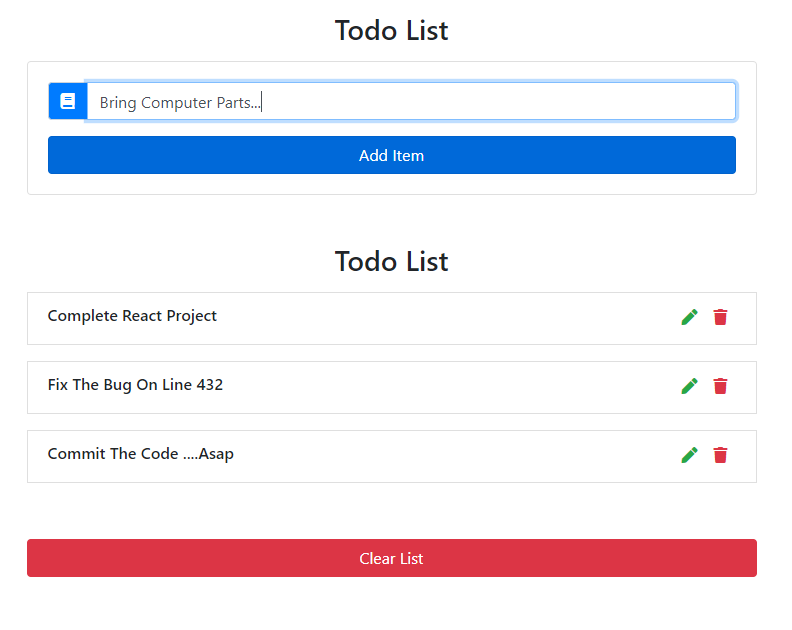 Todo List
Bring Computer Parts...
Add Item
Todo List
Complete React Project
Fix The Bug On Line 432
Commit The Code ....Asap
Clear List